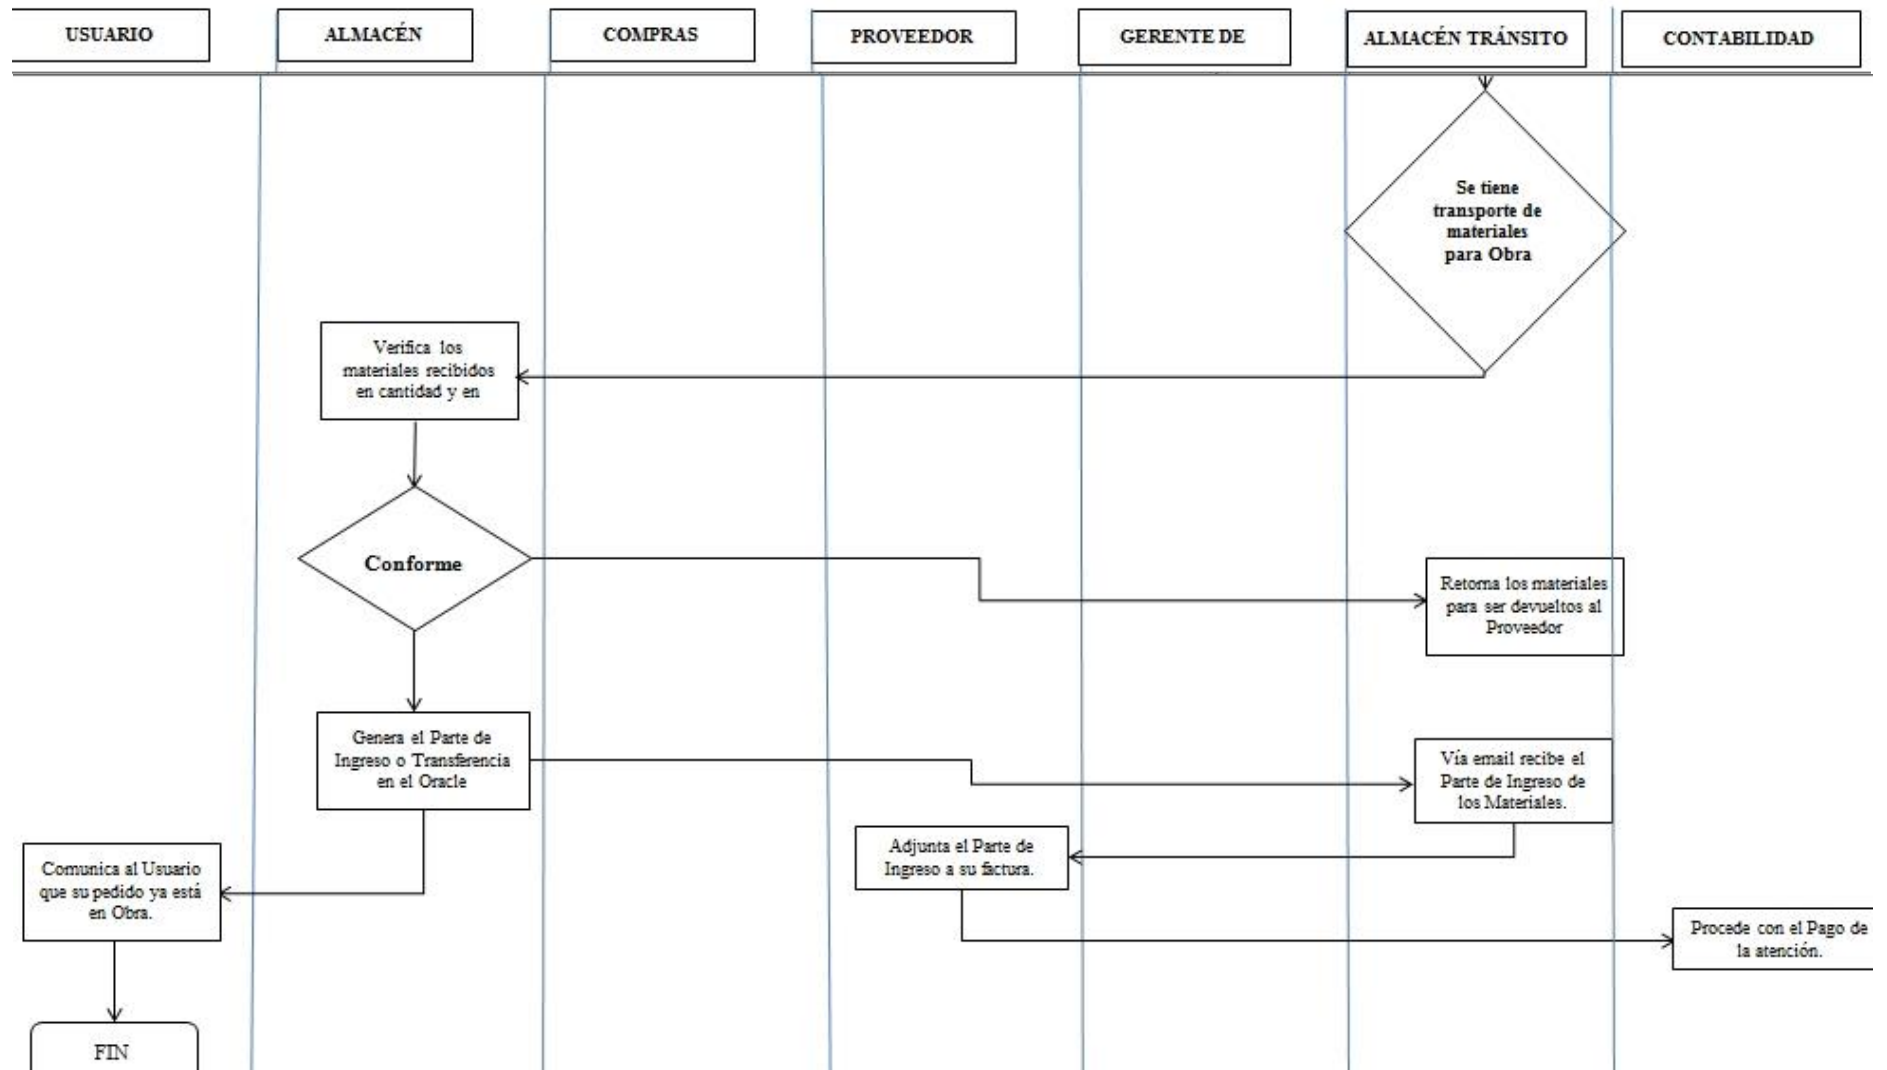 USUARIO
ALMACÉN
COMPRAS
PROVEEDOR
GERENTE DE
ALMACÉN TRÁNSITO
CONTABILIDAD
Se tiene
transporte de
materiales
para Obra
Verifica los
materiales recibidos
en cantidad y en
Conforme
Retorna los materiales
para ser devueltos al
Proveedor
Genera el Parte de
Ingreso o Transferencia
en el Oracle
Vía email recibe el
Parte de Ingreso de
los Materiales.
Adjunta el Parte de
Ingreso a su factura.
Comunica al Usuario
que su pedido ya está
en Obra.
Procede con el Pago de
la atención.
FIN